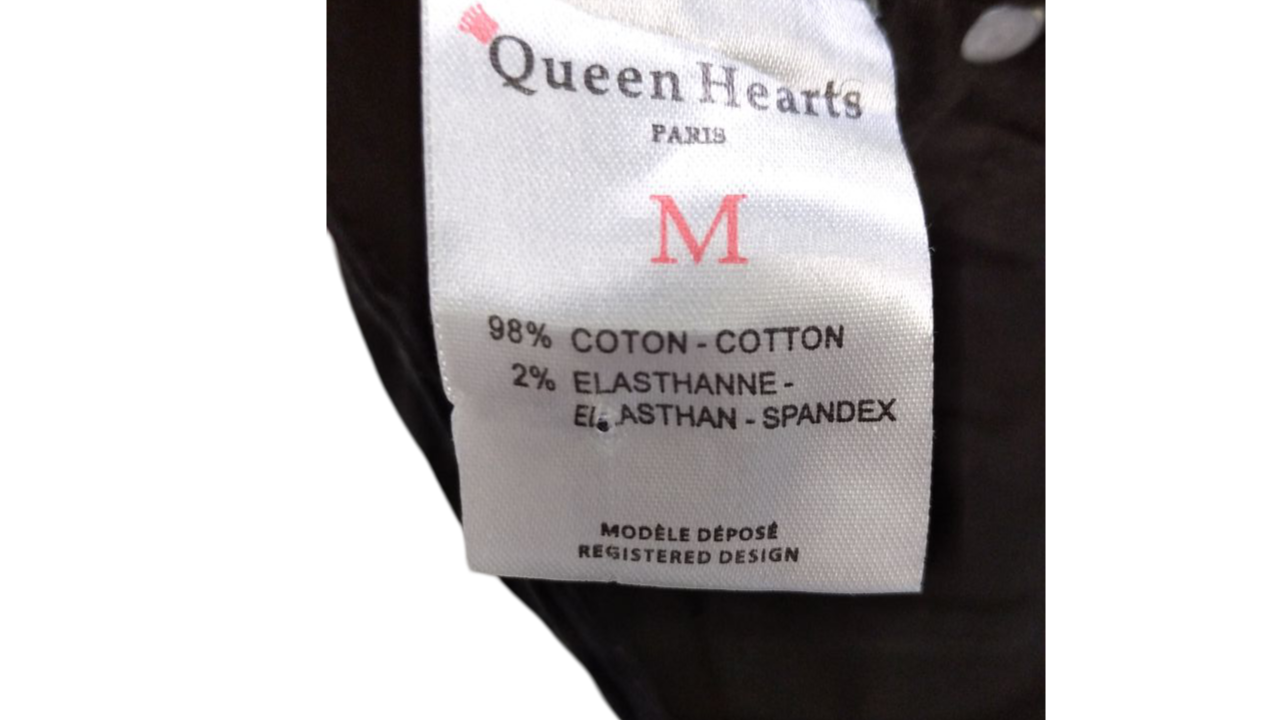 Queen Hearts
PARIS
M
98% COTON - COTTON
2% ELASTHANNE -
ELASTHAN - SPANDEX
MODÈLE DÉPOSÉ
REGISTERED DESIGN